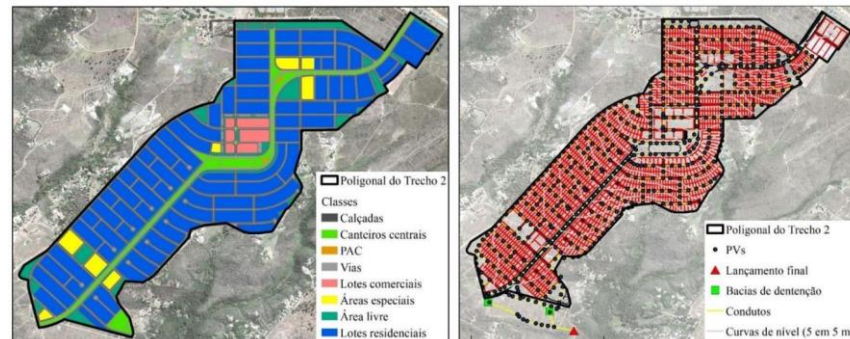 Poligonal do Trecho 2
Classes
Calçadas
Canteiros centrais
PAC
Vias
Lotes comerciais
Áreas especiais
Área livre
Lotes residenciais
Poligonal do Trecho 2
PVs
Lançamento final
Bacias de dentenção
Condutos
Curvas de nível (5 em 5 m